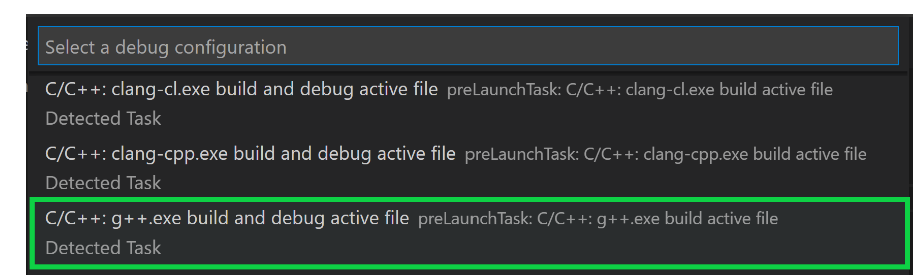 Select a debug configuration
C/C++: clang-cl.exe build and debug active file preLaunchTask: C/C++: clang-cl.exe build active file
Detected Task
C/C++: clang-cpp.exe build and debug active file preLaunchTask: C/C++: clang-cpp.exe build active file
Detected Task
C/C++: g++.exe build and debug active file preLaunchTask: C/C++: g++.exe build active file
Detected Task